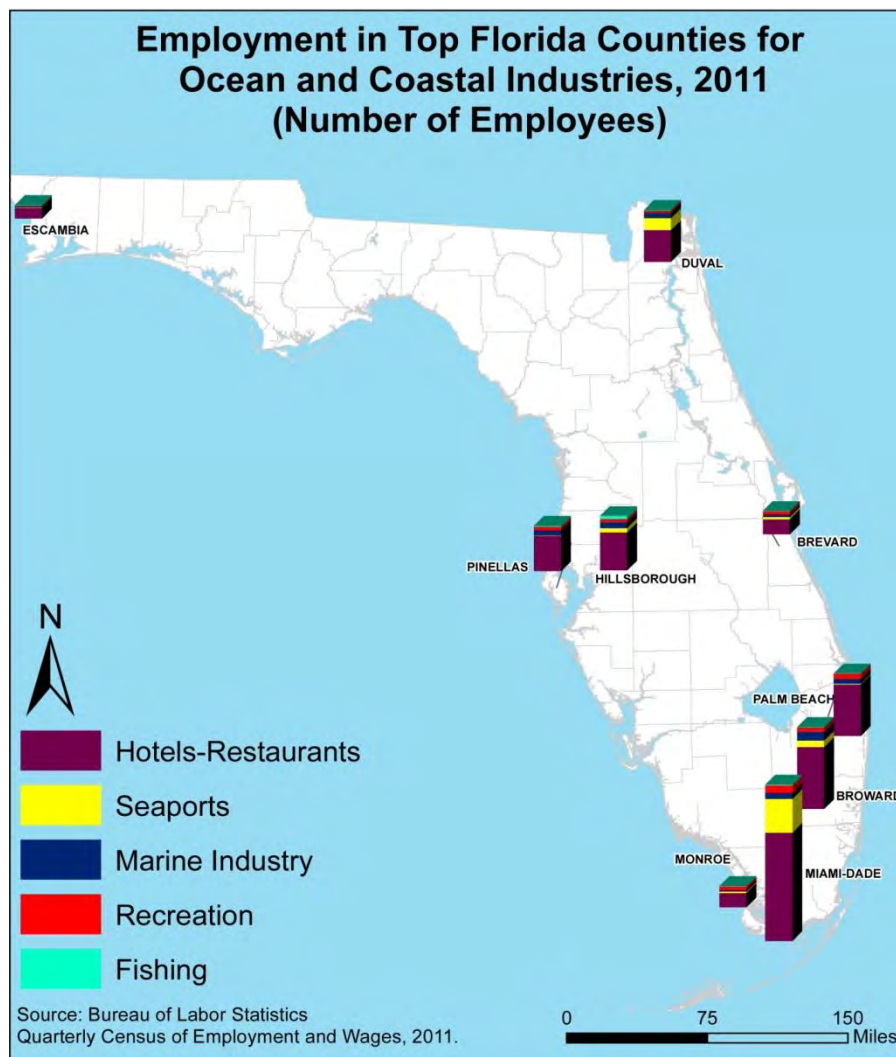 Employment in Top Florida Counties for
Ocean and Coastal Industries, 2011
(Number of Employees)
ESCAMBIA
DUVAL
BREVARD
PINELLAS
HILLSBOROUGH
PALM BEACH
BROWARD
MONROE
MIAMI-DADE
N
Hotels-Restaurants
Seaports
Marine Industry
Recreation
Fishing
Source: Bureau of Labor Statistics
Quarterly Census of Employment and Wages, 2011.
0 75 150
Miles